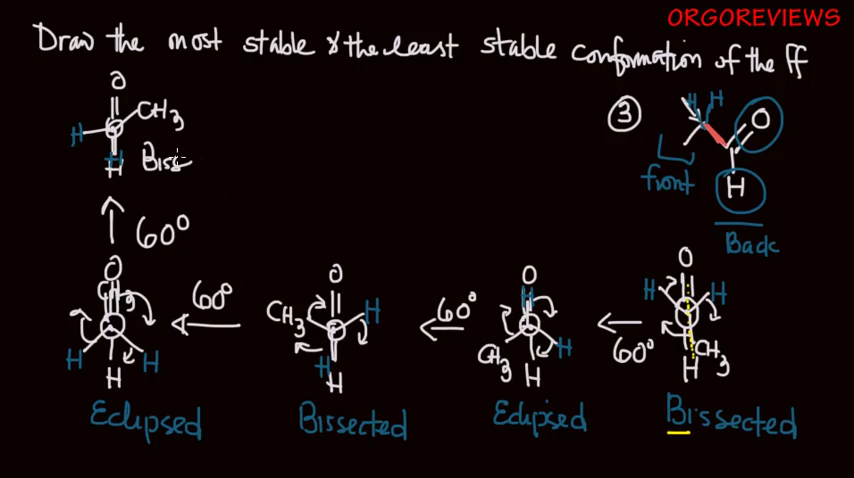 ORGOREVIEWS
Draw the most stable & the least stable conformation of the ff
O
CH3
H
H
H
Biss
3
H H
O
front
H
Back
60°
O
CH3
H
H
H
Eclipsed
60°
O
CH3
H
H
H
Bissected
60°
O
H
CH3
H
H
Eclipsed
60°
O
H
H
CH3
H
Bissected